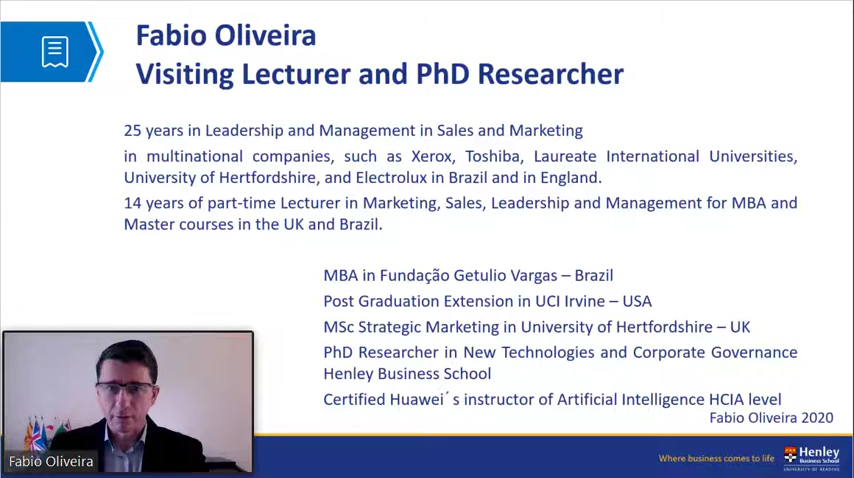 Fabio Oliveira
Visiting Lecturer and PhD Researcher
25 years in Leadership and Management in Sales and Marketing
in multinational companies, such as Xerox, Toshiba, Laureate International Universities,
University of Hertfordshire, and Electrolux in Brazil and in England.
14 years of part-time Lecturer in Marketing, Sales, Leadership and Management for MBA and
Master courses in the UK and Brazil.
MBA in Fundação Getulio Vargas – Brazil
Post Graduation Extension in UCI Irvine – USA
MSc Strategic Marketing in University of Hertfordshire – UK
PhD Researcher in New Technologies and Corporate Governance
Henley Business School
Certified Huawei´s instructor of Artificial Intelligence HCIA level
Fabio Oliveira 2020
Fabio Oliveira
Where business comes to life
Henley
Business School
UNIVERSITY OF READING